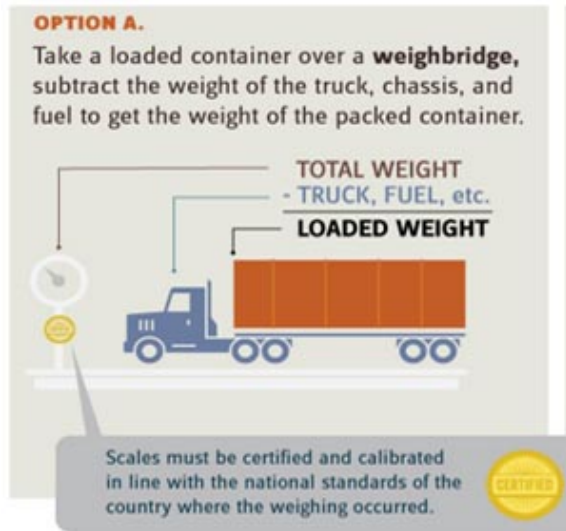 OPTION A.
Take a loaded container over a weighbridge,
subtract the weight of the truck, chassis, and
fuel to get the weight of the packed container.
TOTAL WEIGHT
- TRUCK, FUEL, etc.
LOADED WEIGHT
Scales must be certified and calibrated
in line with the national standards of the
country where the weighing occurred.
CERTIFIED